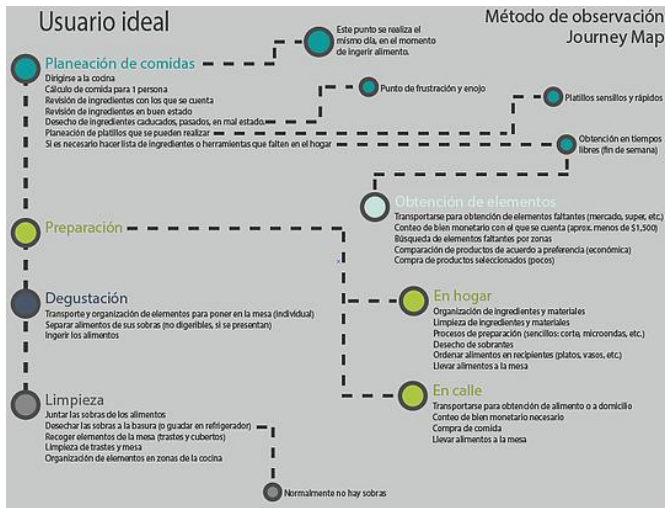 Usuario ideal
Método de observación
Journey Map
Planeación de comidas
Dirigirse a la cocina
Cálculo de comida para 1 persona
Revisión de ingredientes con los que se cuenta
Revisión de ingredientes en buen estado
Desecho de ingredientes caducados, pasados, en mal estado.
Planeación de platillos que se pueden realizar
Si es necesario hacer lista de ingredientes o herramientas que falten en el hogar
Este punto se realiza el
mismo día, en el momento
de ingerir alimento.
Punto de frustración y enojo
Platillos sensillos y rápidos
Obtención en tiempos
libres (fin de semana)
Obtención de elementos
Transportarse para obtención de elementos faltantes (mercado, super, etc.)
Conteo de bien monetario con el que se cuenta (aprox. menos de $1,500)
Búsqueda de elementos faltantes por zonas
Comparación de productos de acuerdo a preferencia (económica)
Compra de productos seleccionados (pocos)
Preparación
En hogar
Organización de ingredientes y materiales
Limpieza de ingredientes y materiales
Procesos de preparación (sencillos: corte, microondas, etc.)
Desecho de sobrantes
Ordenar alimentos en recipientes (platos, vasos, etc.)
Llevar alimentos a la mesa
En calle
Transportarse para obtención de alimento o a domicilio
Conteo de bien monetario necesario
Compra de comida
Llevar alimentos a la mesa
Degustación
Transporte y organización de elementos para poner en la mesa (individual)
Separar alimentos de sus sobras (no digeribles, si se presentan)
Ingerir los alimentos
Limpieza
Juntar las sobras de los alimentos
Desechar las sobras a la basura (o guadar en refrigerador)
Recoger elementos de la mesa (trastes y cubertos)
Limpieza de trastes y mesa
Organización de elementos en zonas de la cocina
Normalmente no hay sobras